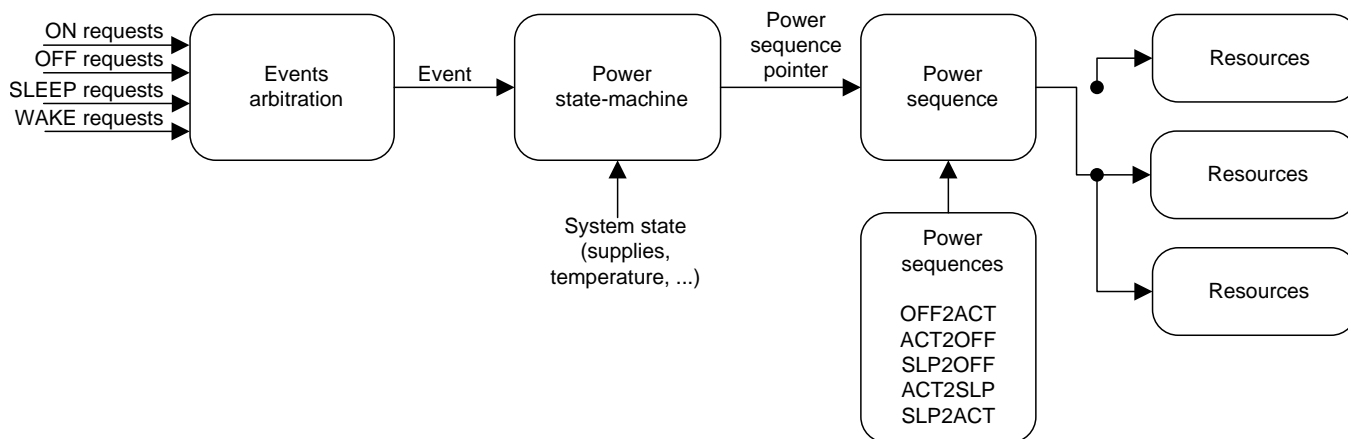 ON requests
OFF requests
SLEEP requests
WAKE requests
Events
arbitration
Event
Power
state-machine
System state
(supplies,
temperature, ...)
Power
sequence
pointer
Power
sequence
Power
sequences
OFF2ACT
ACT2OFF
SLP2OFF
ACT2SLP
SLP2ACT
Resources
Resources
Resources